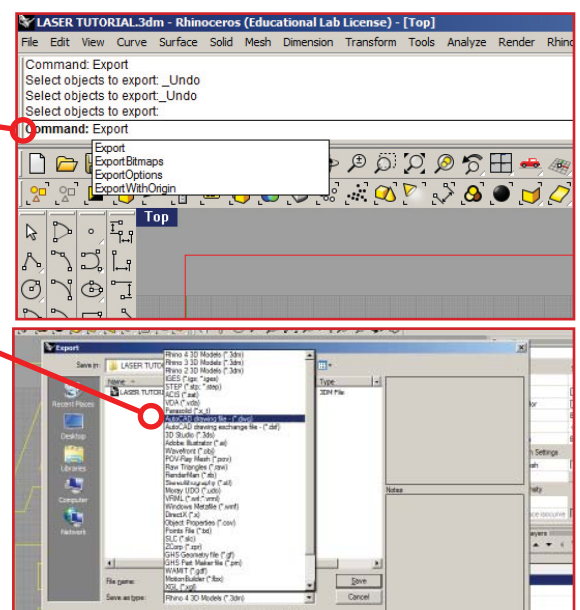 LASER TUTORIAL.3dm - Rhinoceros (Educational Lab License) - [Top]
File Edit View Curve Surface Solid Mesh Dimension Transform Tools Analyze Render Rhino
Command: Export
Select objects to export: _Undo
Select objects to export:_Undo
Select objects to export:
Command: Export
Export
ExportBitmaps
ExportOptions
ExportWithOrigin
Top
Export
Save in: LASER TUTOR
Name
Type
LASER TUTOR
3DM File
Recent Places
Desktop
Libraries
Computer
Network
Rhino 4 3D Models (*.3dm)
Rhino 3 3D Models (*.3dm)
Rhino 2 3D Models (*.3dm)
IGES (*.igs; *.iges)
STEP (*.stp; *.step)
ACIS (*.sat)
VDA (*.vda)
Parasolid (*.x_t)
AutoCAD drawing file - (*.dwg)
AutoCAD drawing exchange file - (*.dxf)
3D Studio (*.3ds)
Adobe Illustrator (*.ai)
Wavefront (*.obj)
POV-Ray Mesh (*.pov)
Raw Triangles (*.raw)
RenderMan (*.rib)
Stereolithography (*.stl)
Moray UDO (*.udo)
VRML (*.wrl;*.vrml)
Windows Metafile (*.wmf)
DirectX (*.x)
Object Properties (*.csv)
Points File (*.txt)
SLC (*.slc)
ZCorp (*.zpr)
GHS Geometry file (*.gf)
GHS Part Maker file (*.pm)
WAMIT (*.gdf)
MotionBuilder (*.fbx)
XGL (*.xgl)
Notes
File name:
Save
Save as type: Rhino 4 3D Models (*.3dm)
Cancel
Settings